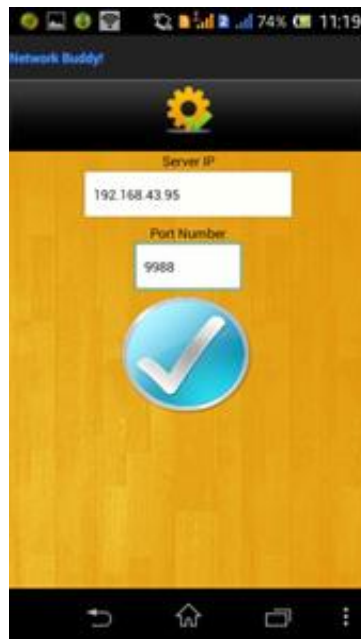 74% 11:19
Network Buddy!
Server IP
192.168.43.95
Port Number
9988